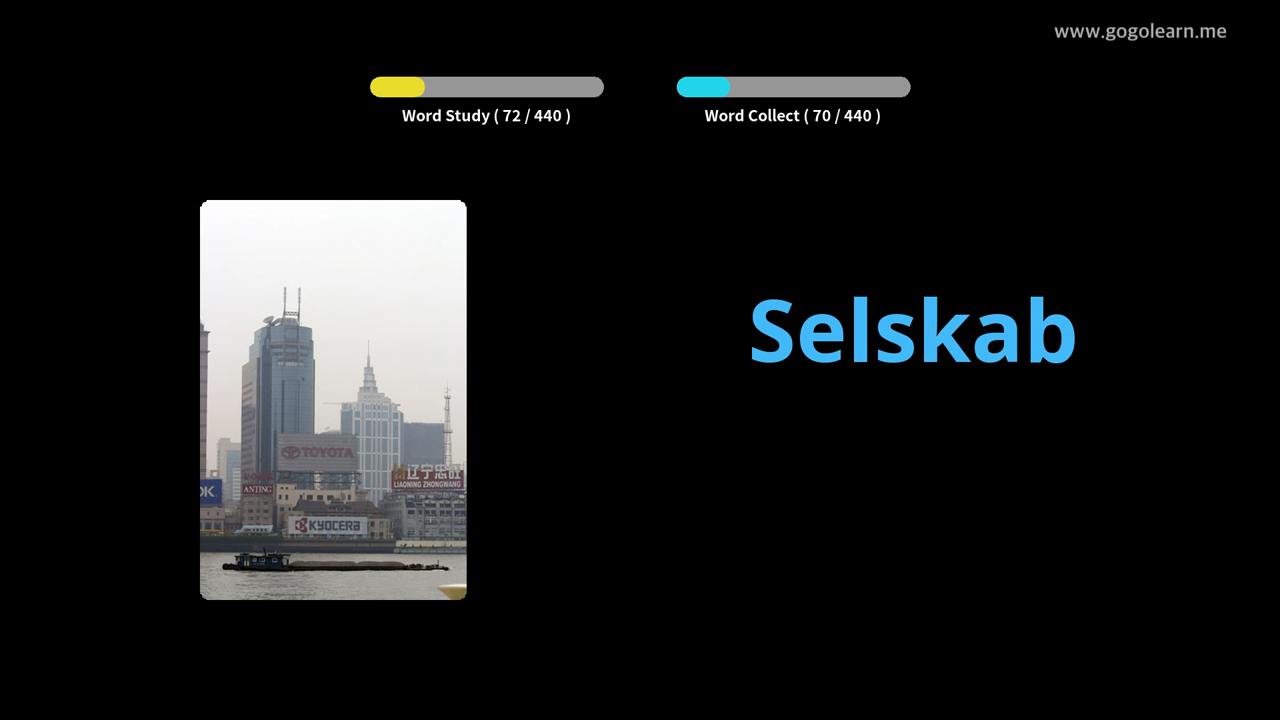 www.gogolearn.me
Word Study ( 72 / 440 )
Word Collect ( 70 / 440 )
Selskab
TOYOTA
辽宁忠旺
LIAONING ZHONGWANG
OK
ANTING
KYOCERA